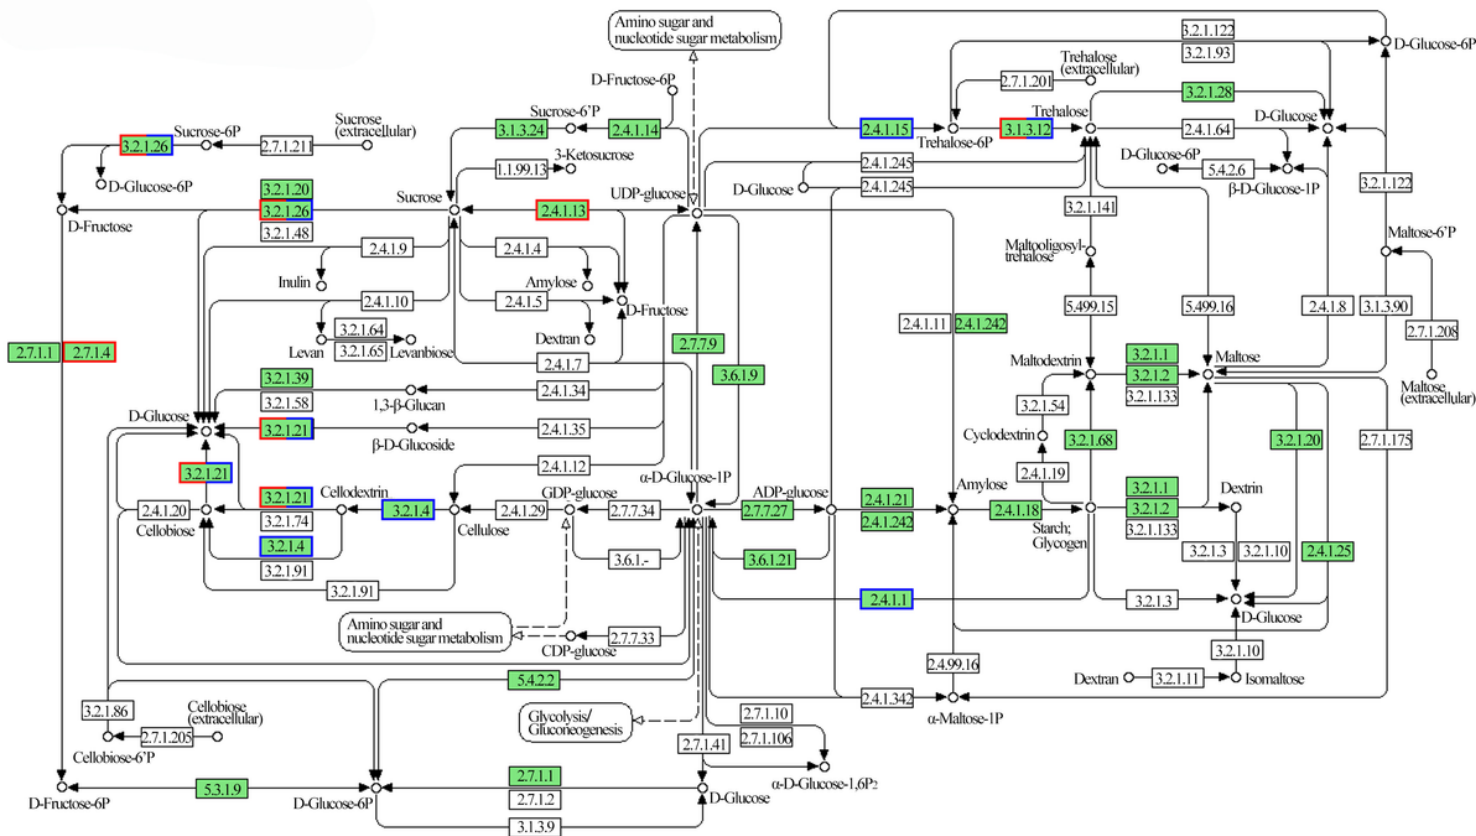 Amino sugar and
nucleotide sugar metabolism
3.2.1.122
3.2.1.93
D-Glucose-6P
Trehalose
(extracellular)
2.7.1.201
D-Fructose-6P
3.2.1.28
Sucrose-6'P
Trehalose
D-Glucose
Sucrose
(extracellular)
Sucrose-6P
3.1.3.24
2.4.1.14
2.4.1.15
Trehalose-6P
3.1.3.12
2.4.1.64
3.2.1.26
2.7.1.211
3-Ketosucrose
1.1.99.13
2.4.1.245
D-Glucose-6P
5.4.2.6
β-D-Glucose-1P
D-Glucose-6P
UDP-glucose
D-Glucose
2.4.1.245
3.2.1.122
3.2.1.20
3.2.1.26
3.2.1.48
Sucrose
2.4.1.13
3.2.1.141
D-Fructose
Maltose-6'P
2.4.1.9
2.4.1.4
Maltooligosyl-
trehalose
Inulin
Amylose
2.4.1.10
2.4.1.5
D-Fructose
5.499.15
5.499.16
2.4.1.8
3.1.3.90
3.2.1.64
3.2.1.65
Levan
Levanbiose
Dextran
2.4.1.11
2.4.1.242
2.7.1.208
2.7.1.1
2.7.1.4
2.7.7.9
2.4.1.7
3.6.1.9
Maltodextrin
3.2.1.1
3.2.1.2
3.2.1.133
Maltose
3.2.1.39
3.2.1.58
2.4.1.34
1,3-β-Glucan
Maltose
(extracellular)
3.2.1.54
D-Glucose
3.2.1.21
2.4.1.35
β-D-Glucoside
Cyclodextrin
3.2.1.68
3.2.1.20
2.7.1.175
3.2.1.21
2.4.1.12
α-D-Glucose-1P
2.4.1.19
3.2.1.21
3.2.1.74
Cellodextrin
3.2.1.4
GDP-glucose
ADP-glucose
2.4.1.21
2.4.1.242
Amylose
3.2.1.1
3.2.1.2
3.2.1.133
Dextrin
2.4.1.20
Cellobiose
Cellulose
2.4.1.29
2.7.7.34
2.7.7.27
2.4.1.18
Starch;
Glycogen
3.2.1.4
3.2.1.91
3.6.1.-
3.6.1.21
3.2.1.3
3.2.1.10
2.4.1.25
3.2.1.91
2.4.1.1
3.2.1.3
D-Glucose
Amino sugar and
nucleotide sugar metabolism
CDP-glucose
2.7.7.33
3.2.1.10
2.4.99.16
5.4.2.2
Dextran
3.2.1.11
Isomaltose
3.2.1.86
Cellobiose
(extracellular)
Glycolysis/
Gluconeogenesis
2.7.1.10
2.7.1.106
2.4.1.342
α-Maltose-1P
2.7.1.205
2.7.1.41
Cellobiose-6'P
2.7.1.1
2.7.1.2
α-D-Glucose-1,6P2
5.3.1.9
D-Fructose-6P
D-Glucose-6P
D-Glucose
3.1.3.9